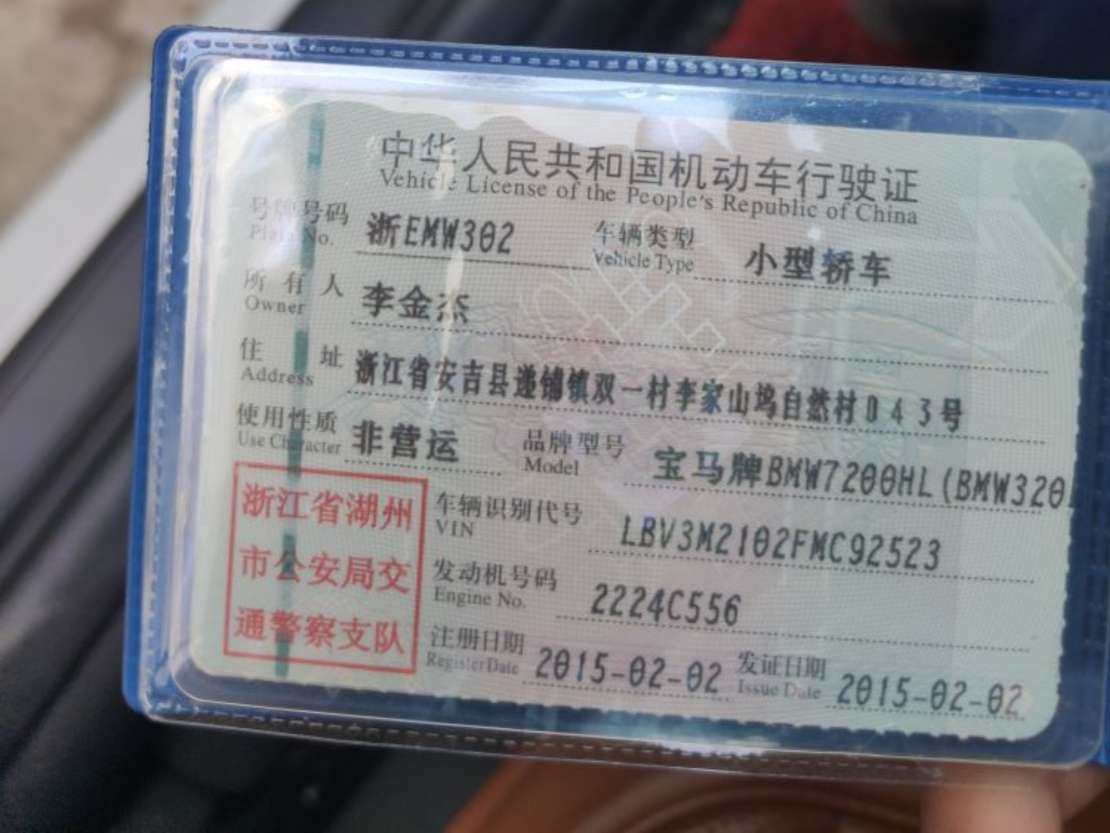 中华人民共和国机动车行驶证
Vehicle License of the People's Republic of China
号牌号码 浙EMW302 车辆类型 小型轿车
Plate No. Vehicle Type
所有人 李金杰
Owner
住址 浙江省安吉县递铺镇双一村李家山坞自然村043号
Address
使用性质 非营运 品牌型号 宝马牌BMW7200HL(BMW320
Use Character Model
浙江省湖州
市公安局交
通警察支队
车辆识别代号 LBV3M2102FMC92523
VIN
发动机号码 2224C556
Engine No.
注册日期 2015-02-02 发证日期 2015-02-02
Register Date Issue Date